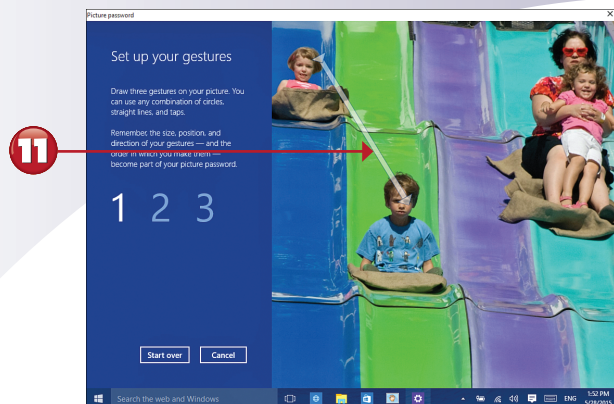 Picture password
Set up your gestures
Draw three gestures on your picture. You
can use any combination of circles,
straight lines, and taps.
Remember the size, position, and
direction of your gestures — and the
order in which you make them —
become part of your picture password.
11
1 2 3
Start over Cancel
Search the web and Windows
ENG
1:52 PM
5/28/2015